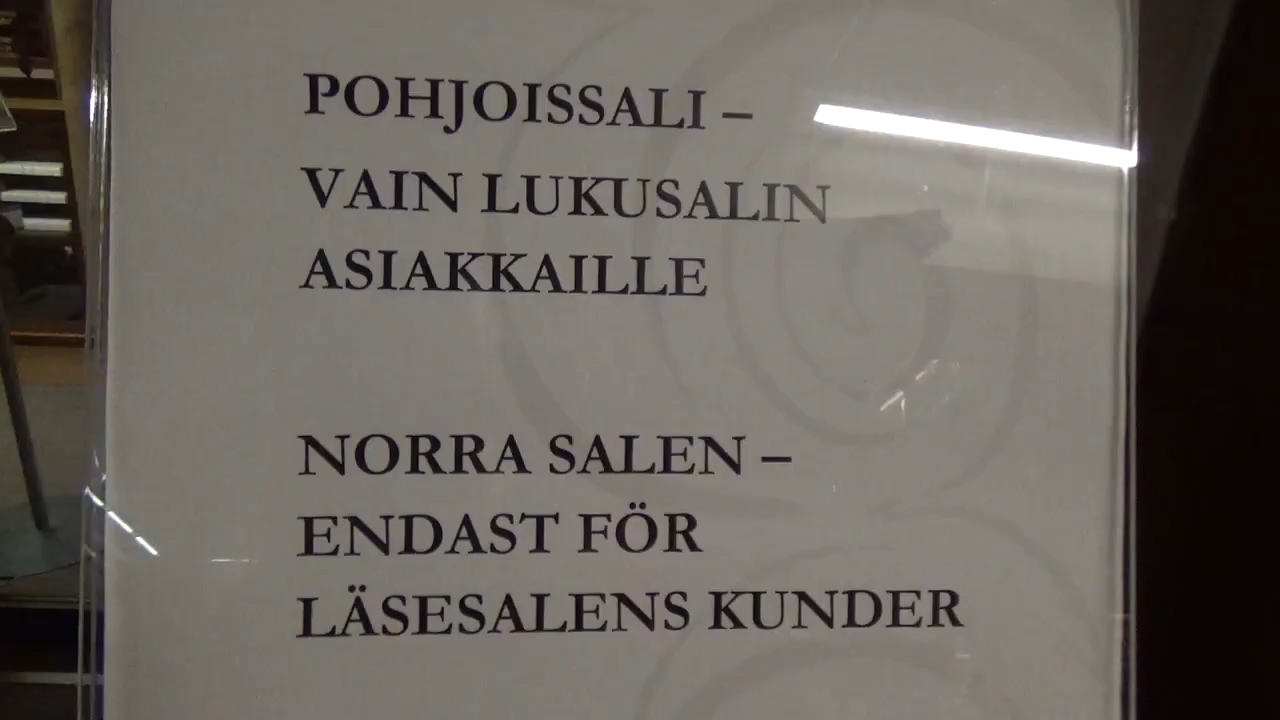 POHJOISSALI –
VAIN LUKUSALIN
ASIAKKAILLE
NORRA SALEN –
ENDAST FÖR
LÄSESALENS KUNDER